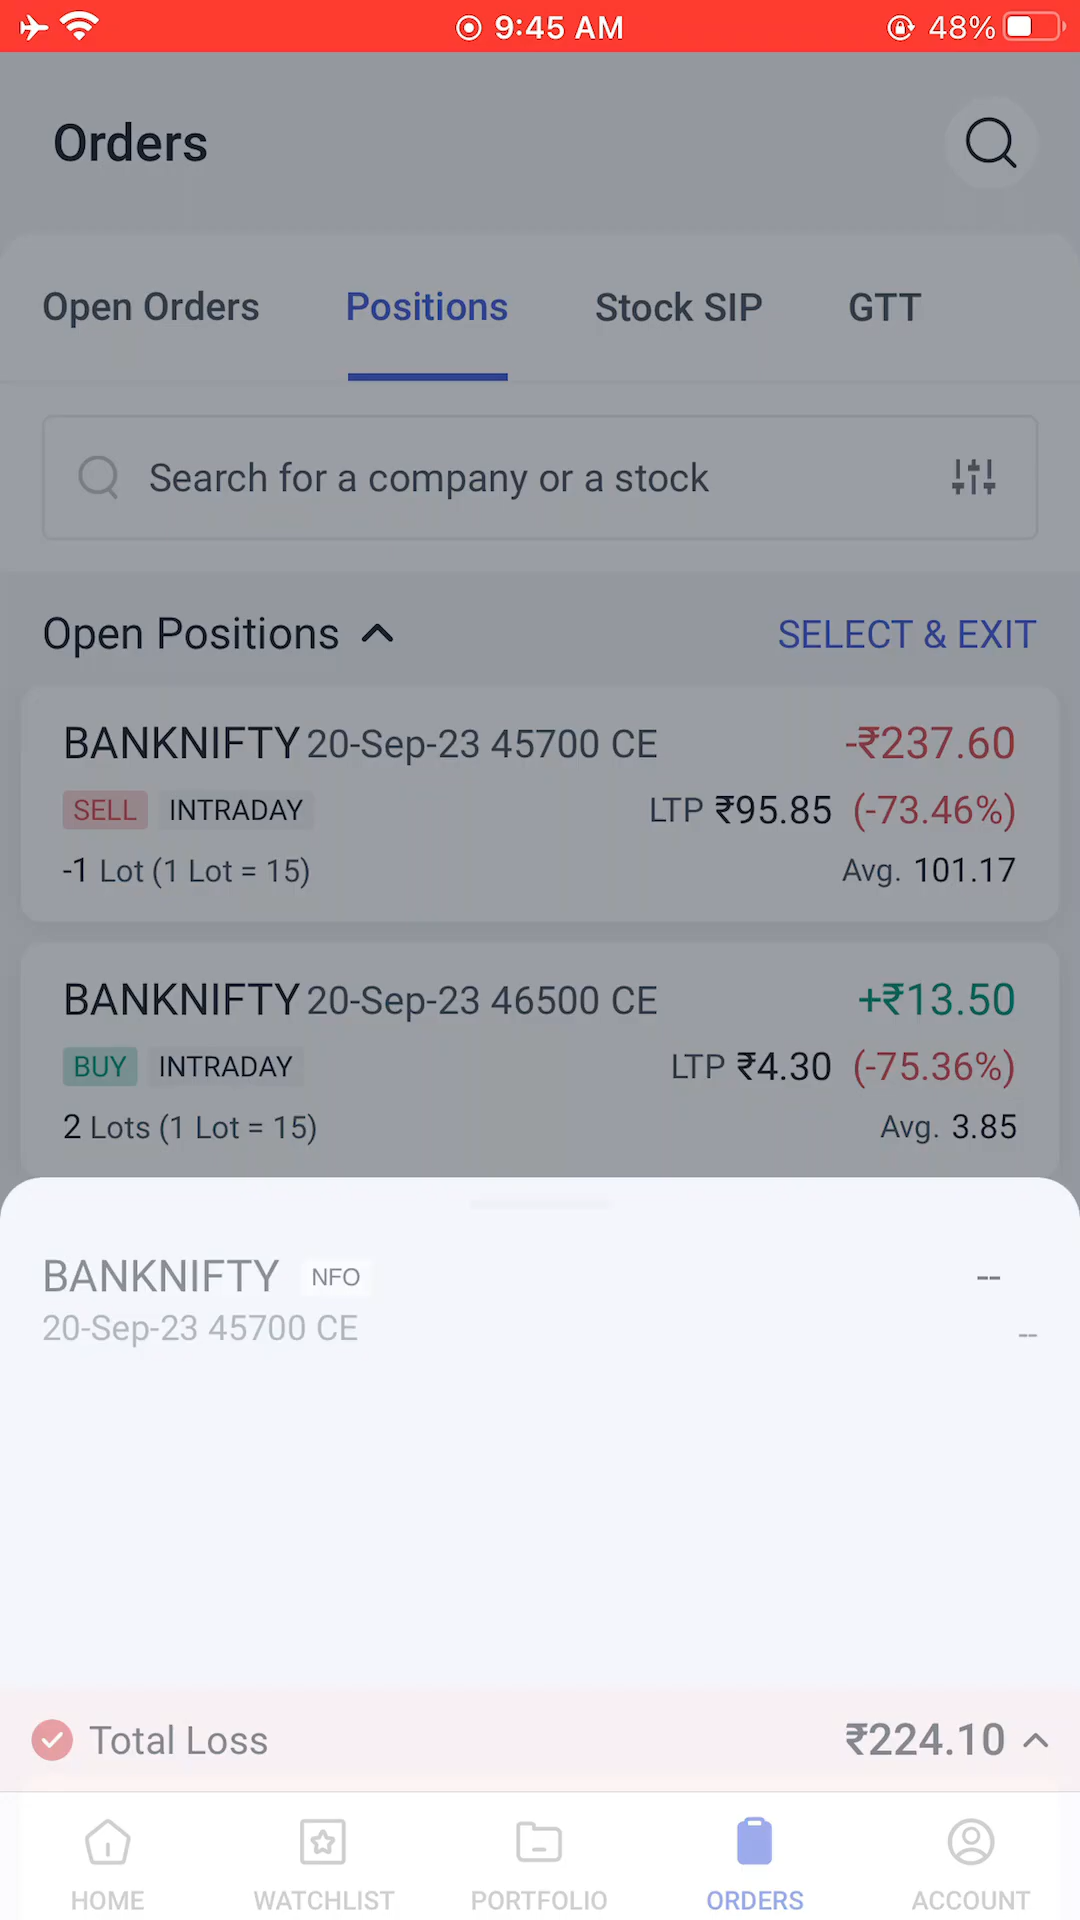 9:45 AM
48%
Orders
Open Orders Positions Stock SIP GTT
Search for a company or a stock
Open Positions SELECT & EXIT
BANKNIFTY 20-Sep-23 45700 CE -₹237.60
SELL INTRADAY LTP ₹95.85 (-73.46%)
-1 Lot (1 Lot = 15) Avg. 101.17
BANKNIFTY 20-Sep-23 46500 CE +₹13.50
BUY INTRADAY LTP ₹4.30 (-75.36%)
2 Lots (1 Lot = 15) Avg. 3.85
BANKNIFTY NFO --
20-Sep-23 45700 CE --
Total Loss ₹224.10
HOME WATCHLIST PORTFOLIO ORDERS ACCOUNT